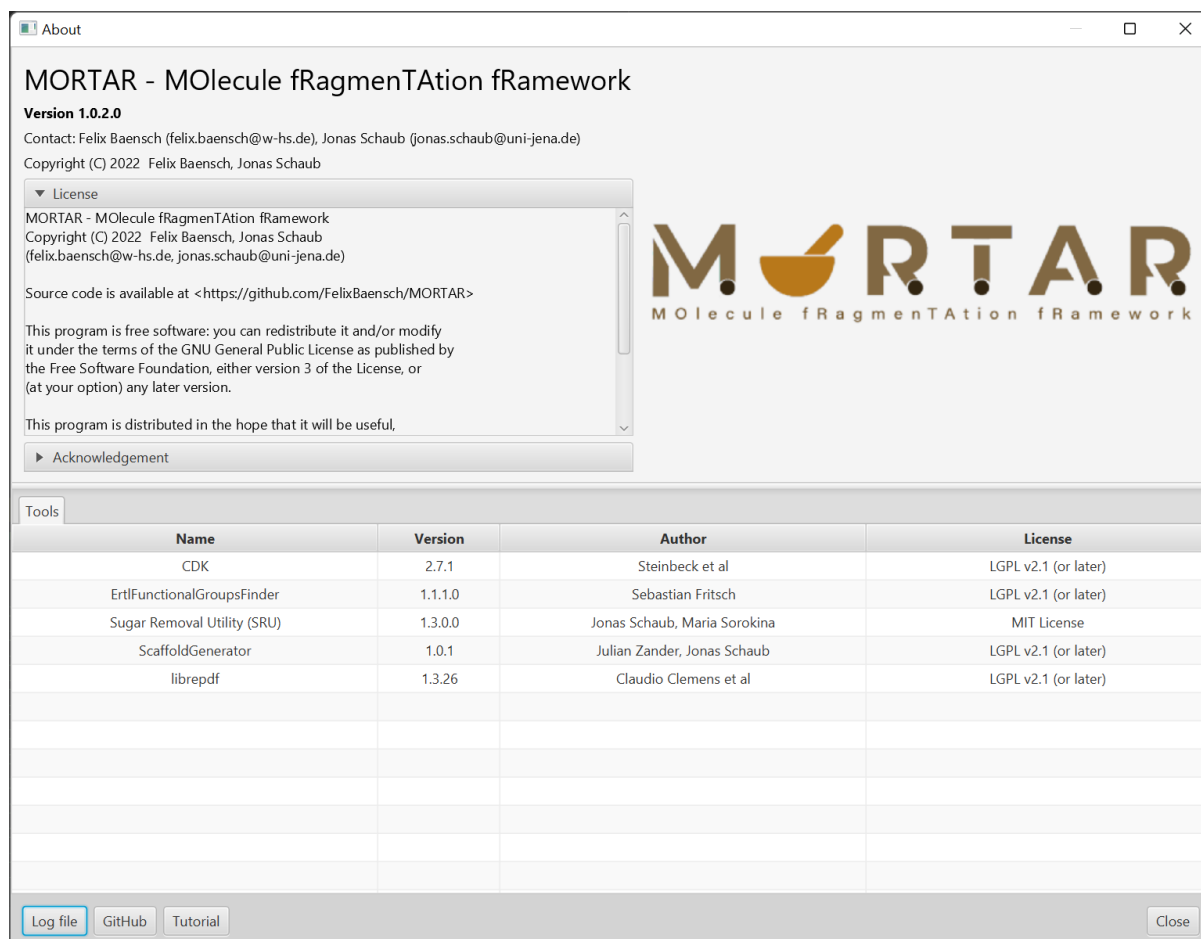 About
MORTAR - MOlecule fRagmenTAtion fRamework
Version 1.0.2.0
Contact: Felix Baensch (felix.baensch@w-hs.de), Jonas Schaub (jonas.schaub@uni-jena.de)
Copyright (C) 2022 Felix Baensch, Jonas Schaub
License
MORTAR - MOlecule fRagmenTAtion fRamework
Copyright (C) 2022 Felix Baensch, Jonas Schaub
(felix.baensch@w-hs.de, jonas.schaub@uni-jena.de)
Source code is available at <https://github.com/FelixBaensch/MORTAR>
This program is free software: you can redistribute it and/or modify
it under the terms of the GNU General Public License as published by
the Free Software Foundation, either version 3 of the License, or
(at your option) any later version.
This program is distributed in the hope that it will be useful,
Acknowledgement
MORTAR
MOlecule fRagmenTAtion fRamework
Tools
Name Version Author License
CDK 2.7.1 Steinbeck et al LGPL v2.1 (or later)
ErtlFunctionalGroupsFinder 1.1.1.0 Sebastian Fritsch LGPL v2.1 (or later)
Sugar Removal Utility (SRU) 1.3.0.0 Jonas Schaub, Maria Sorokina MIT License
ScaffoldGenerator 1.0.1 Julian Zander, Jonas Schaub LGPL v2.1 (or later)
librepdf 1.3.26 Claudio Clemens et al LGPL v2.1 (or later)
Log file GitHub Tutorial Close